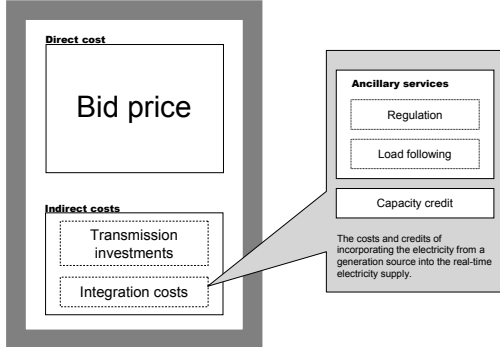 Direct cost
Bid price
Indirect costs
Transmission
investments
Integration costs
Ancillary services
Regulation
Load following
Capacity credit
The costs and credits of
incorporating the electricity from a
generation source into the real-time
electricity supply.